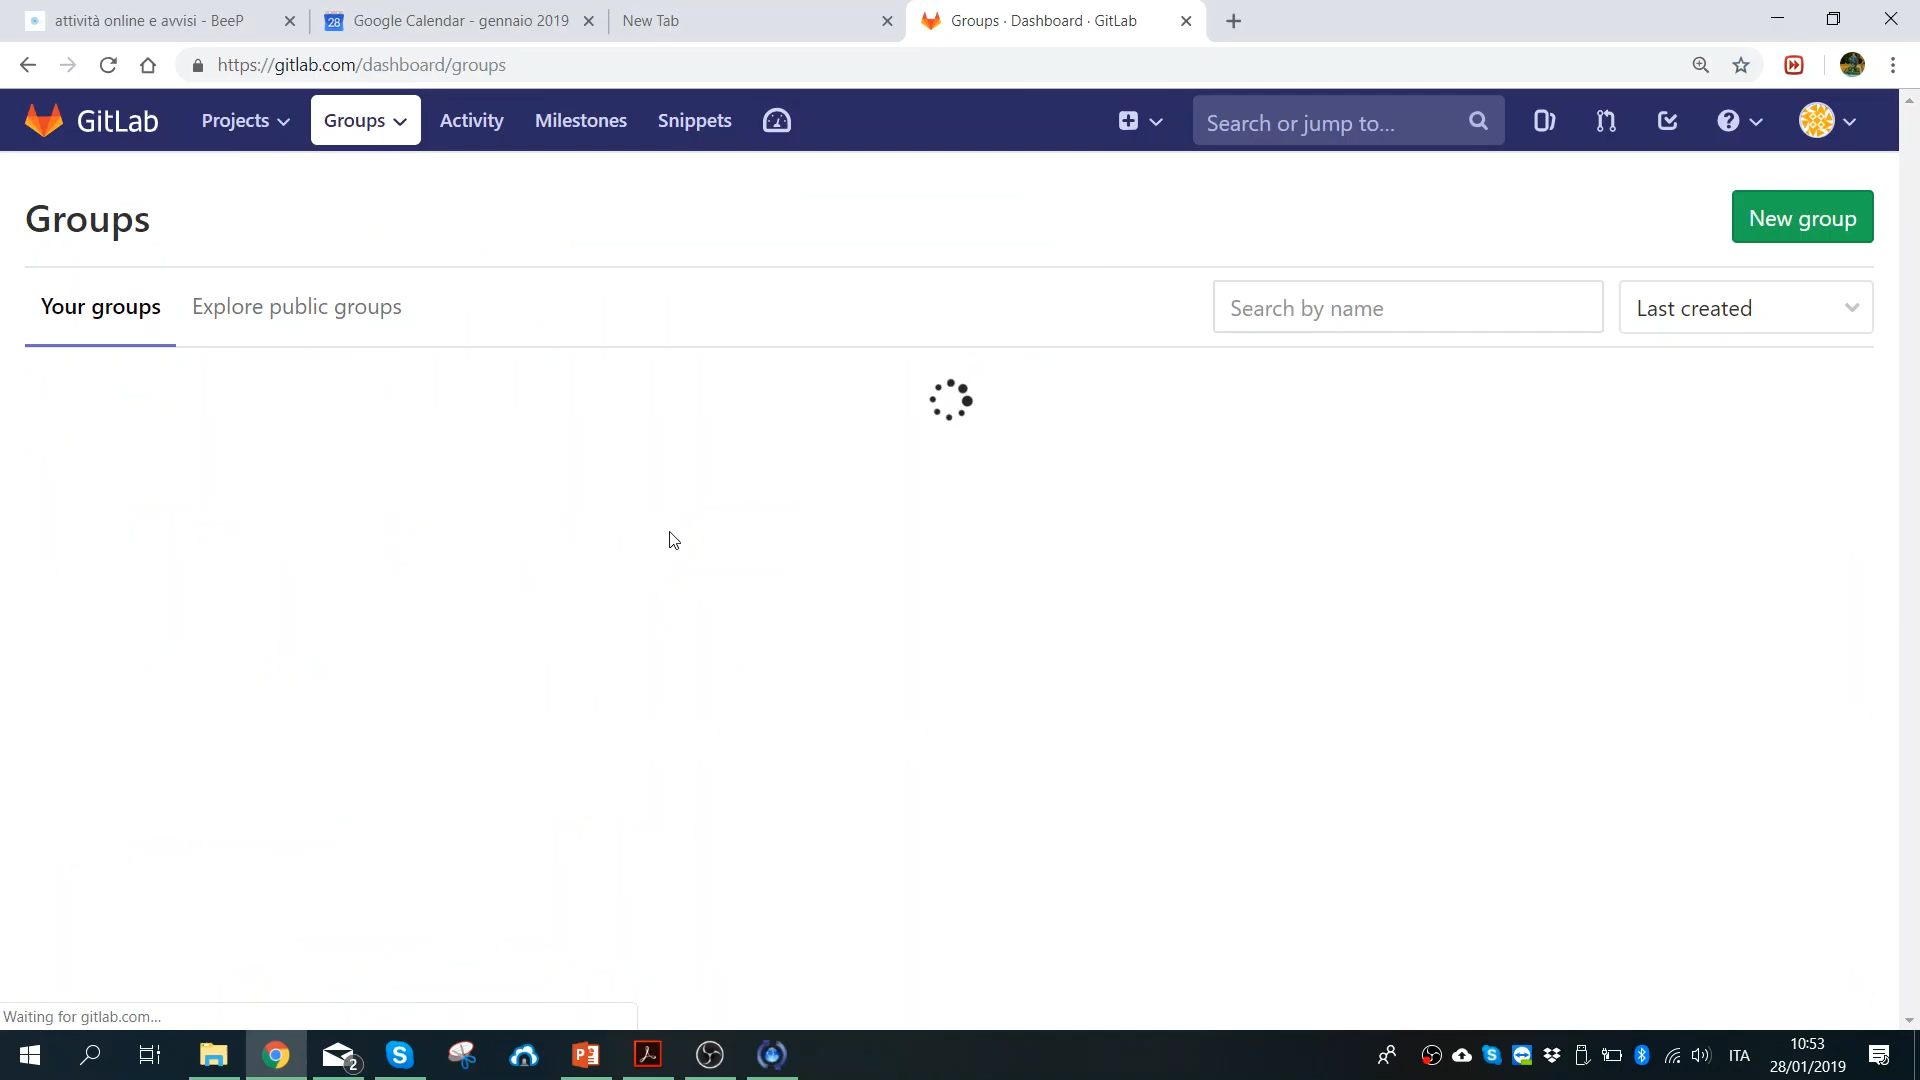 attività online e avvisi - BeeP
28
Google Calendar - gennaio 2019
New Tab
Groups · Dashboard · GitLab
https://gitlab.com/dashboard/groups
GitLab
Projects
Groups
Activity
Milestones
Snippets
Search or jump to...
Groups
New group
Your groups
Explore public groups
Search by name
Last created
Waiting for gitlab.com...
2
ITA
10:53
28/01/2019